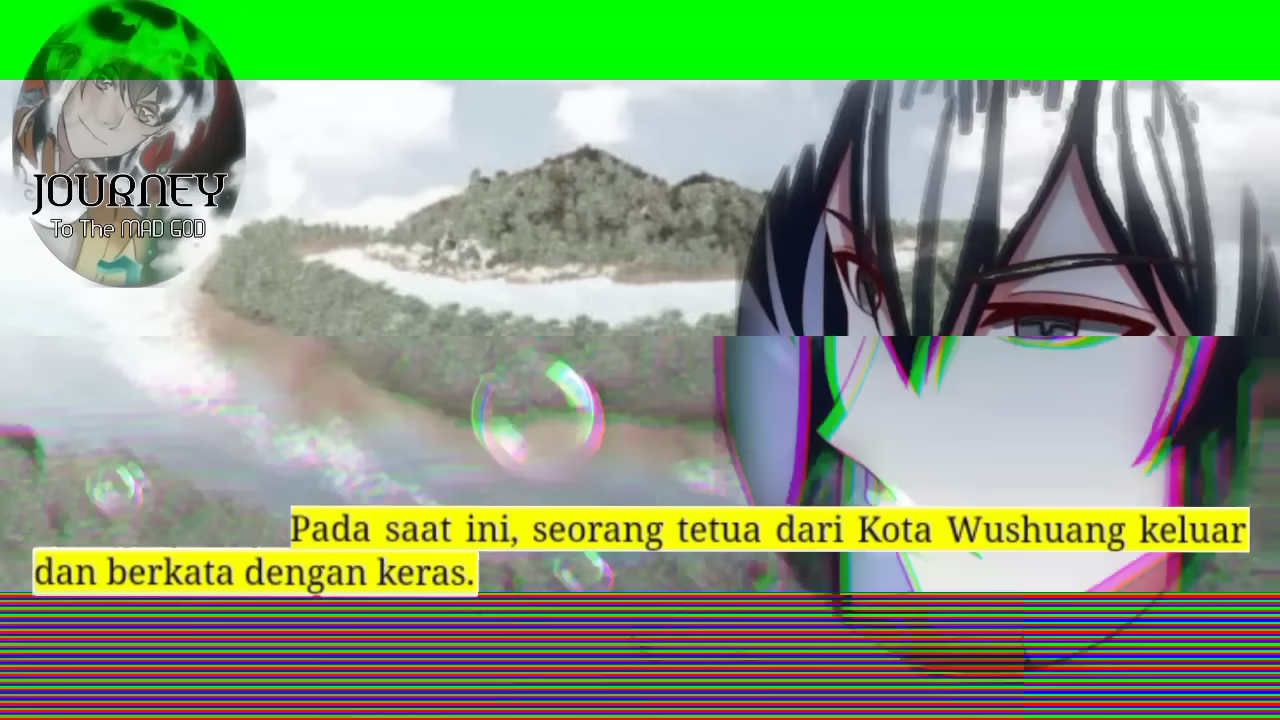 JOURNEY
To The MAD GOD
Pada saat ini, seorang tetua dari Kota Wushuang keluar
dan berkata dengan keras.